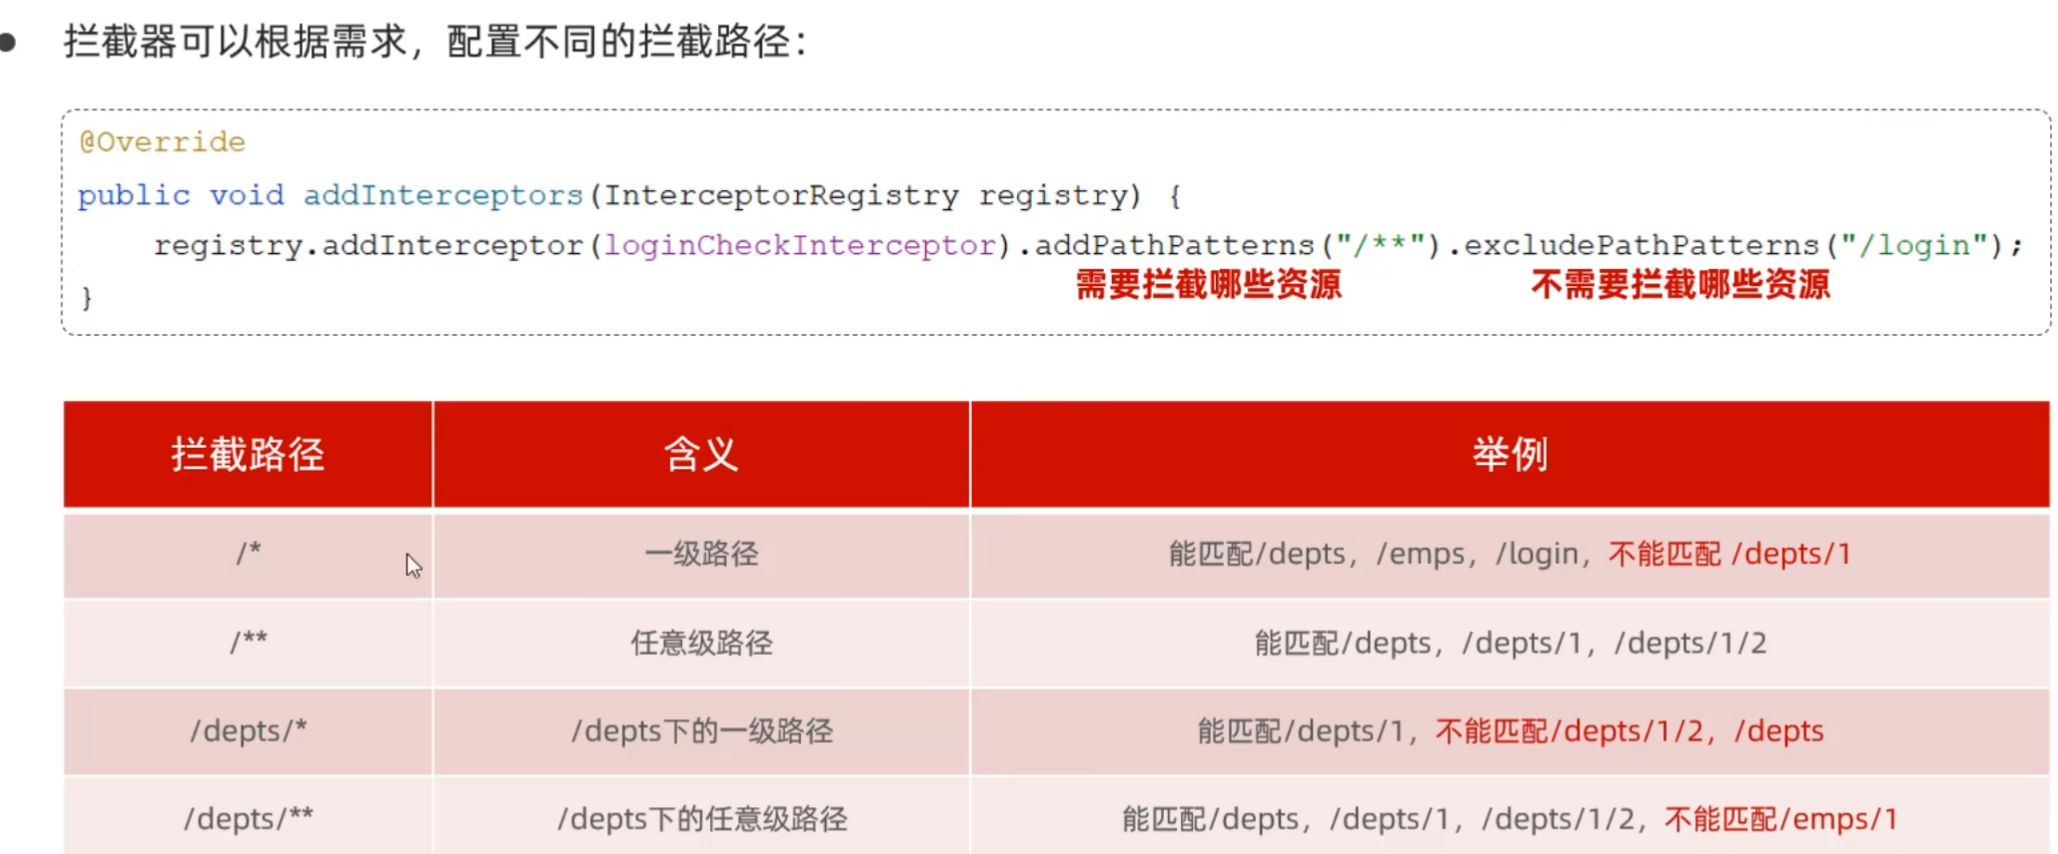 拦截器可以根据需求，配置不同的拦截路径：
@Override
public void addInterceptors(InterceptorRegistry registry) {
registry.addInterceptor(loginCheckInterceptor).addPathPatterns("/**").excludePathPatterns("/login");
需要拦截哪些资源 不需要拦截哪些资源
}
拦截路径 含义 举例
/* 一级路径 能匹配/depts，/emps，/login，不能匹配 /depts/1
/** 任意级路径 能匹配/depts，/depts/1，/depts/1/2
/depts/* /depts下的一级路径 能匹配/depts/1，不能匹配/depts/1/2，/depts
/depts/** /depts下的任意级路径 能匹配/depts，/depts/1，/depts/1/2，不能匹配/emps/1